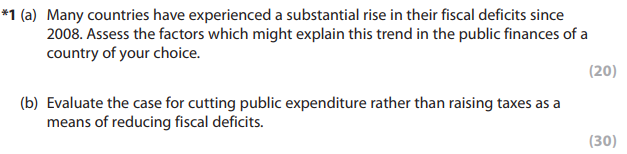 *1 (a) Many countries have experienced a substantial rise in their fiscal deficits since
2008. Assess the factors which might explain this trend in the public finances of a
country of your choice.
(20)
(b) Evaluate the case for cutting public expenditure rather than raising taxes as a
means of reducing fiscal deficits.
(30)